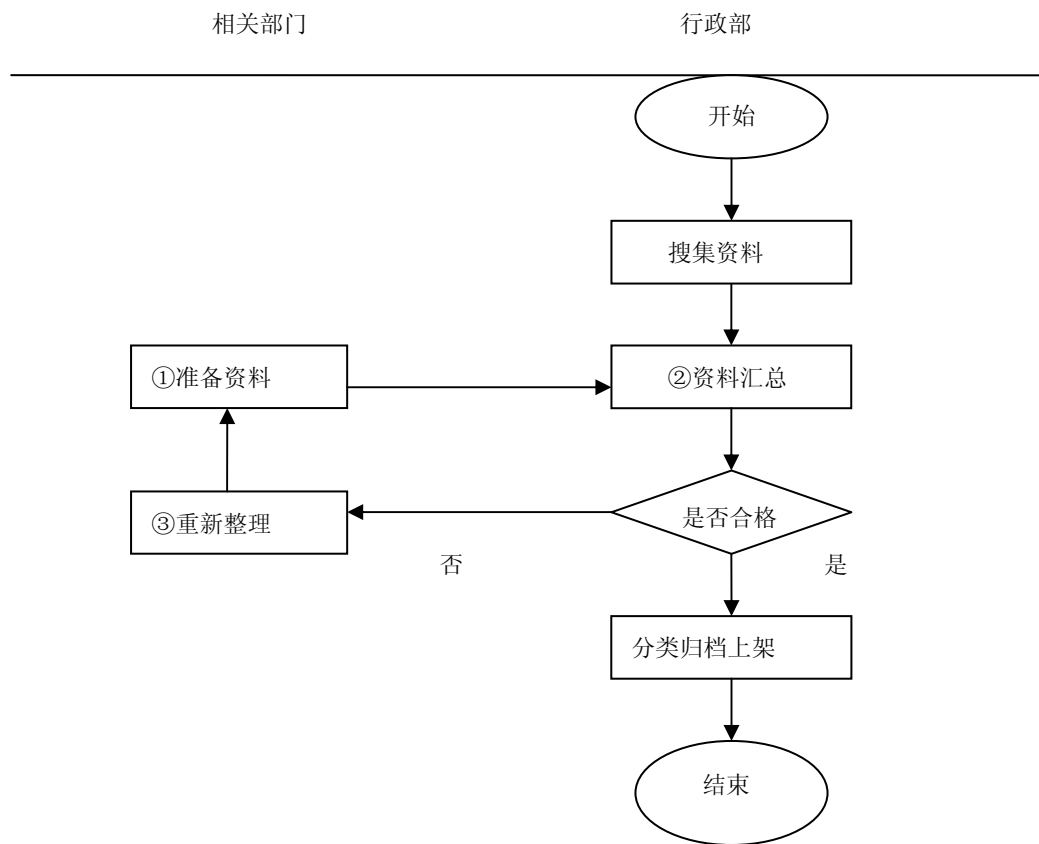 相关部门
行政部
开始
搜集资料
①准备资料
②资料汇总
③重新整理
是否合格
否
是
分类归档上架
结束